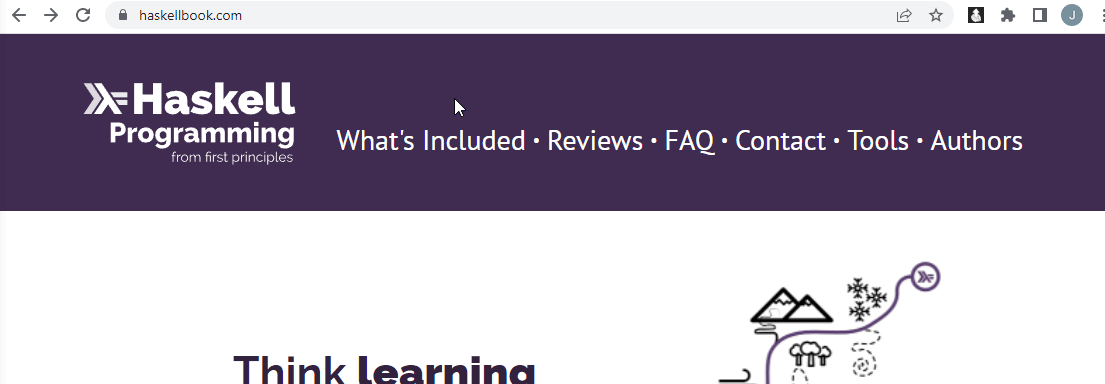 haskellbook.com
J
Haskell
Programming
from first principles
What's Included • Reviews • FAQ • Contact • Tools • Authors
Think learning